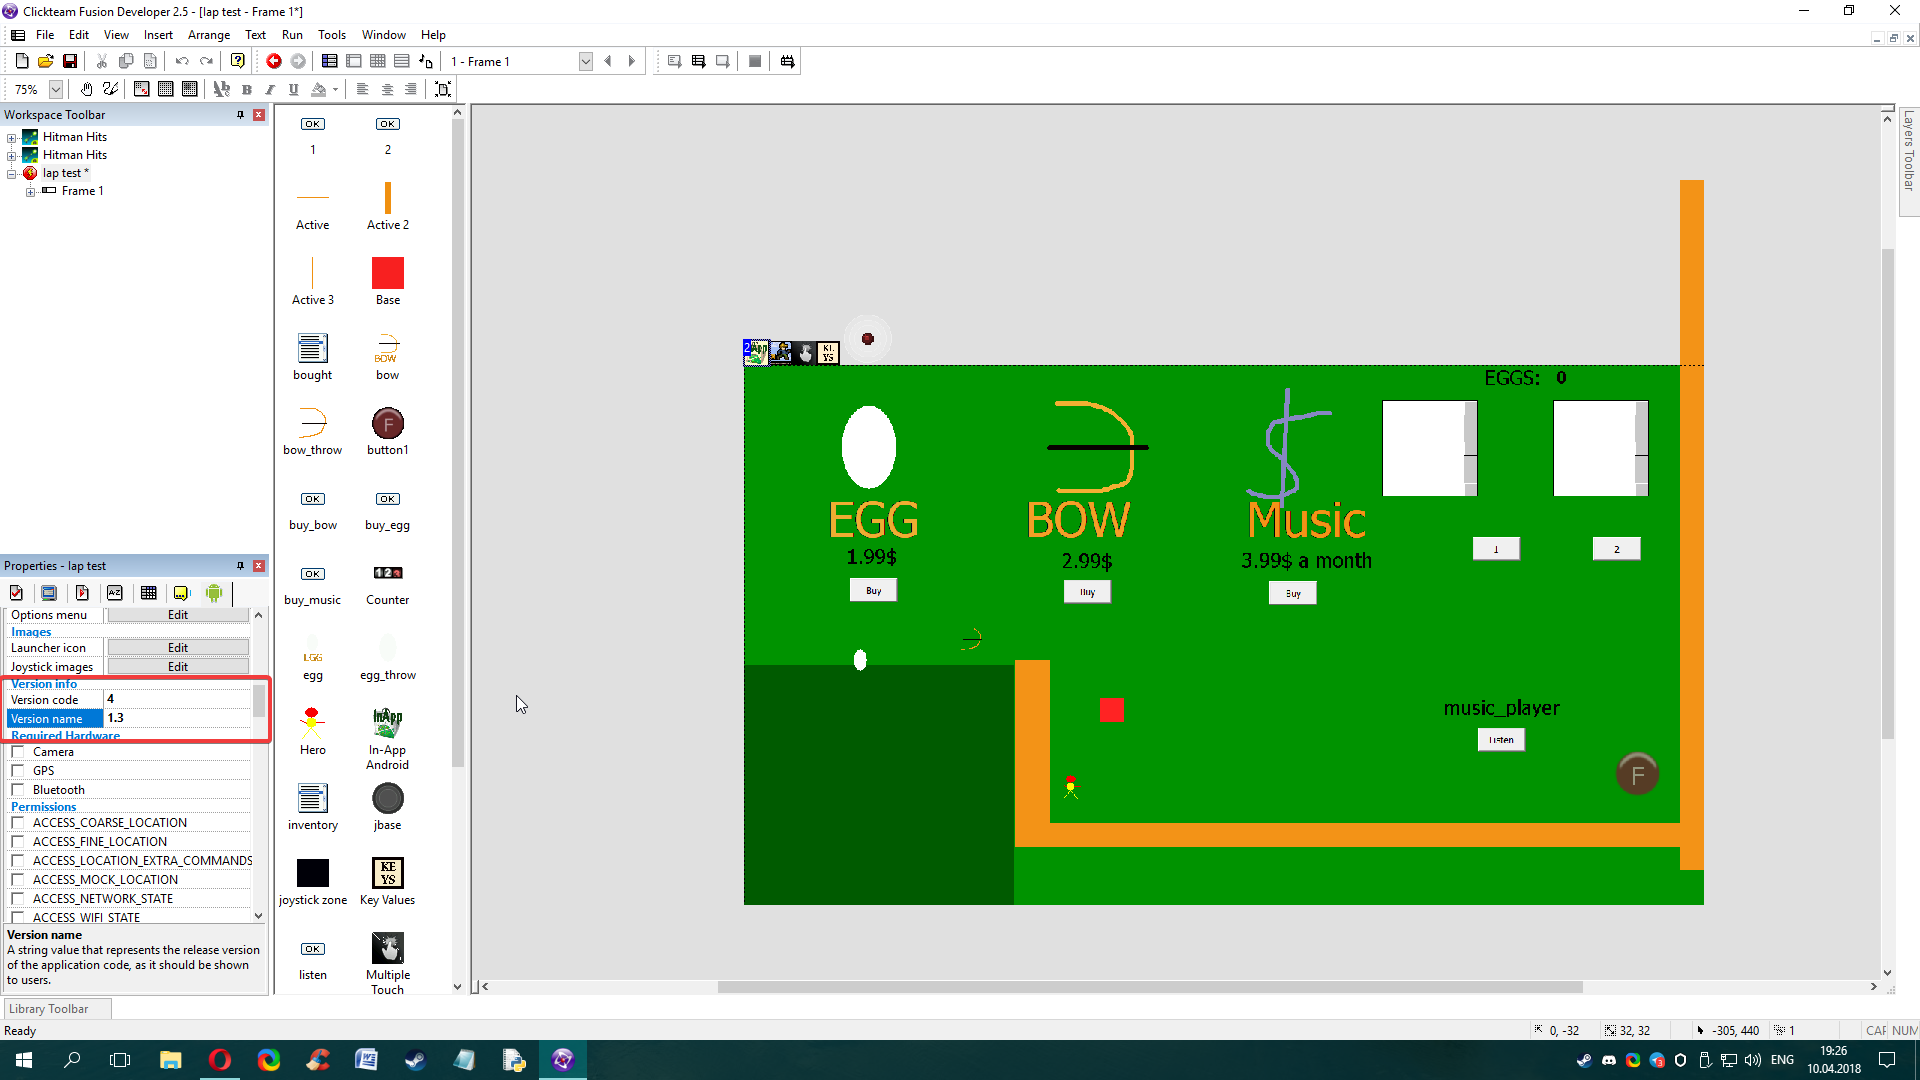 Clickteam Fusion Developer 2.5 - [lap test - Frame 1*]
File Edit View Insert Arrange Text Run Tools Window Help
1 - Frame 1
75%
Workspace Toolbar
Hitman Hits
Hitman Hits
lap test *
Frame 1
Properties - lap test
Options menu Edit
Images
Launcher icon Edit
Joystick images Edit
Version info
Version code 4
Version name 1.3
Required Hardware
Camera
GPS
Bluetooth
Permissions
ACCESS_COARSE_LOCATION
ACCESS_FINE_LOCATION
ACCESS_LOCATION_EXTRA_COMMANDS
ACCESS_MOCK_LOCATION
ACCESS_NETWORK_STATE
ACCESS_WIFI_STATE
Version name
A string value that represents the release version
of the application code, as it should be shown
to users.
Library Toolbar
Ready
OK OK
1 2
Active Active 2
Active 3 Base
BOW
bought bow
F
bow_throw button1
OK OK
buy_bow buy_egg
OK 123
buy_music Counter
EGG
egg egg_throw
InApp
Hero In-App
Android
inventory jbase
KE
YS
joystick zone Key Values
OK
listen Multiple
Touch
2 KE
YS
EGGS: 0
EGG BOW Music
1.99$ 2.99$ 3.99$ a month
Buy Buy Buy
1 2
music_player
Listen
F
Layers Toolbar
0, -32 32, 32 -305, 440 1 CAP NUM
ENG
19:26
10.04.2018